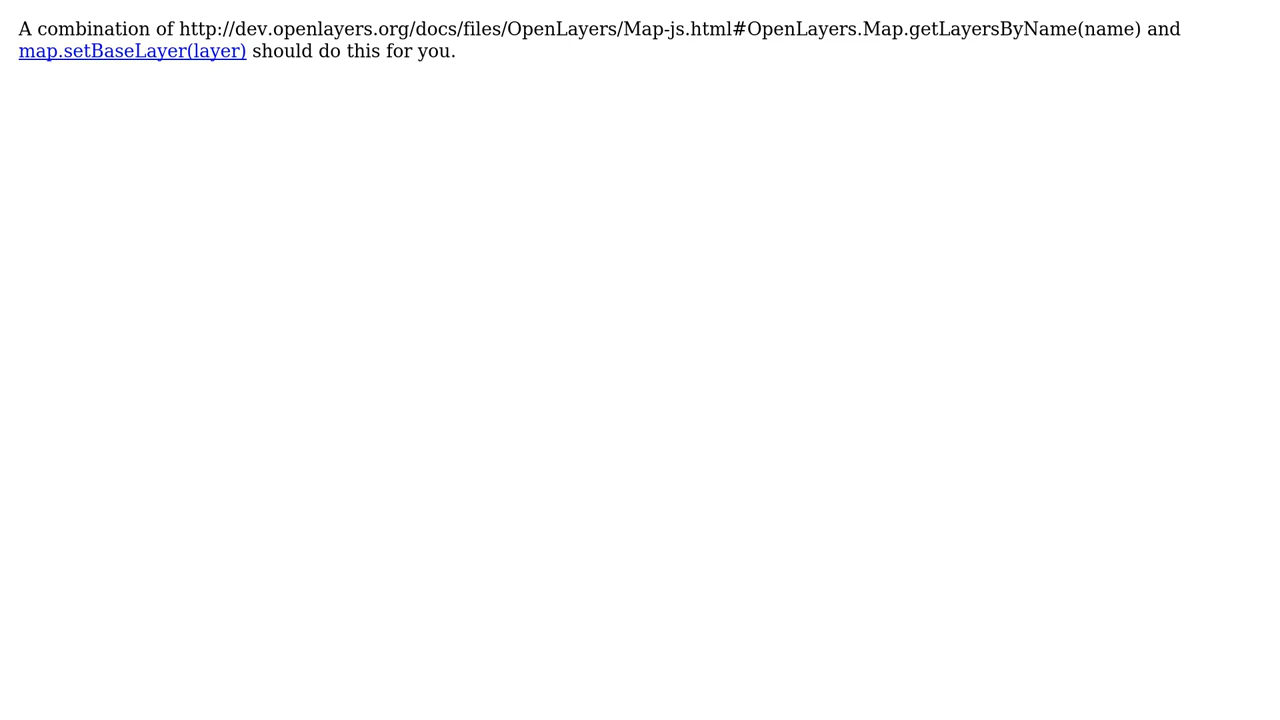 A combination of http://dev.openlayers.org/docs/files/OpenLayers/Map-js.html#OpenLayers.Map.getLayersByName(name) and
map.setBaseLayer(layer) should do this for you.